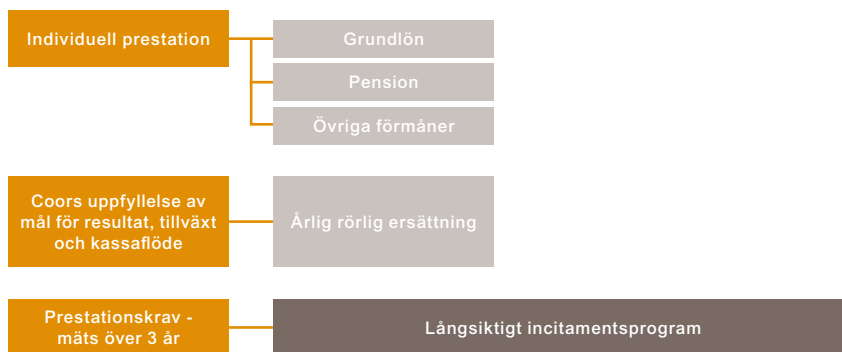 Individuell prestation
Grundlön
Pension
Övriga förmåner
Coors uppfyllelse av
mål för resultat, tillväxt
och kassaflöde
Årlig rörlig ersättning
Prestationskrav -
mäts över 3 år
Långsiktigt incitamentsprogram